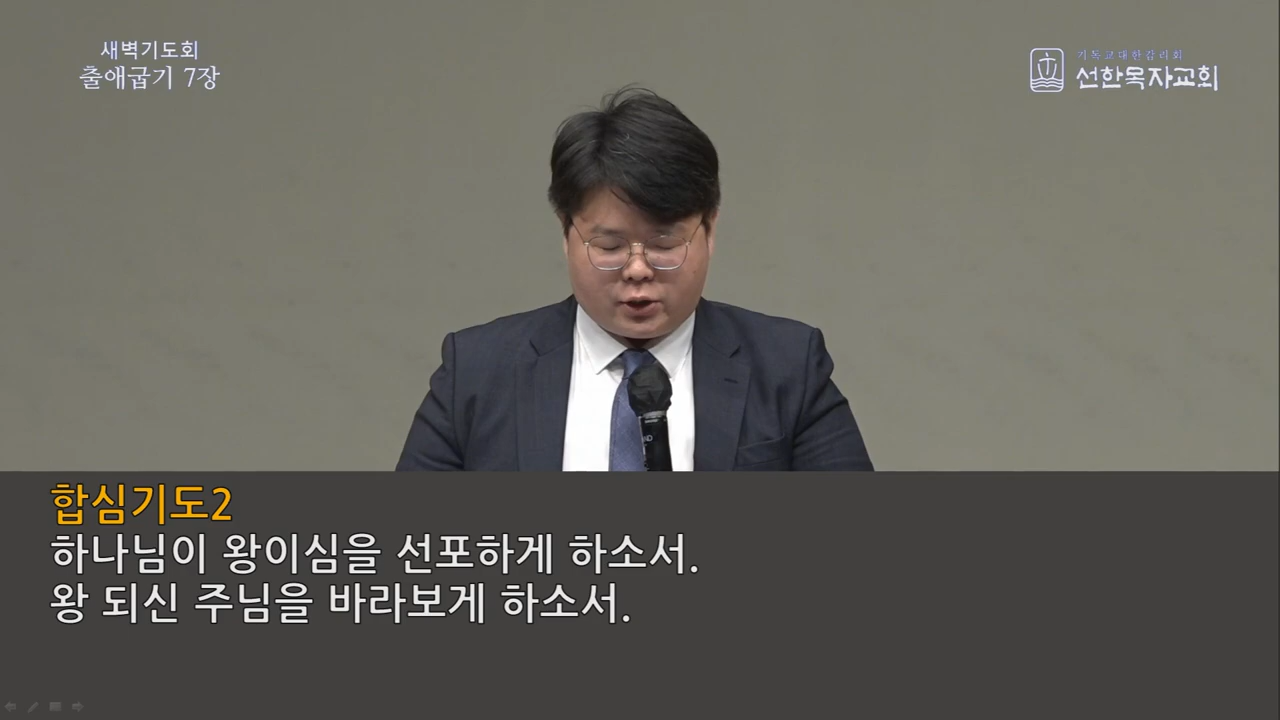 새벽기도회
출애굽기 7장
기독교대한감리회
선한목자교회
합심기도2
하나님이 왕이심을 선포하게 하소서.
왕 되신 주님을 바라보게 하소서.